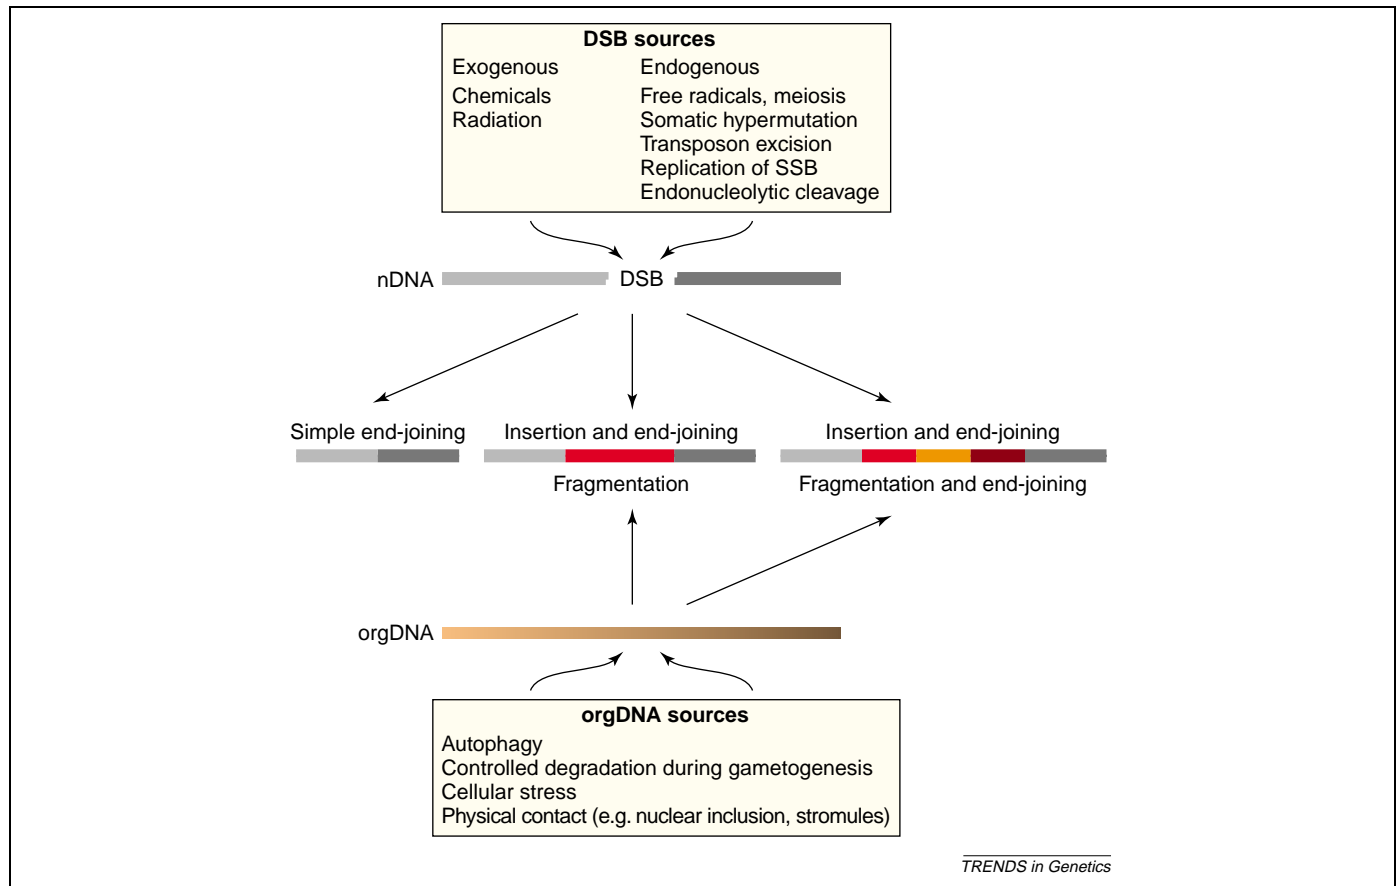 DSB sources
Exogenous Endogenous
Chemicals Free radicals, meiosis
Radiation Somatic hypermutation
Transposon excision
Replication of SSB
Endonucleolytic cleavage
nDNA DSB
Simple end-joining Insertion and end-joining Insertion and end-joining
Fragmentation Fragmentation and end-joining
orgDNA
orgDNA sources
Autophagy
Controlled degradation during gametogenesis
Cellular stress
Physical contact (e.g. nuclear inclusion, stromules)
TRENDS in Genetics